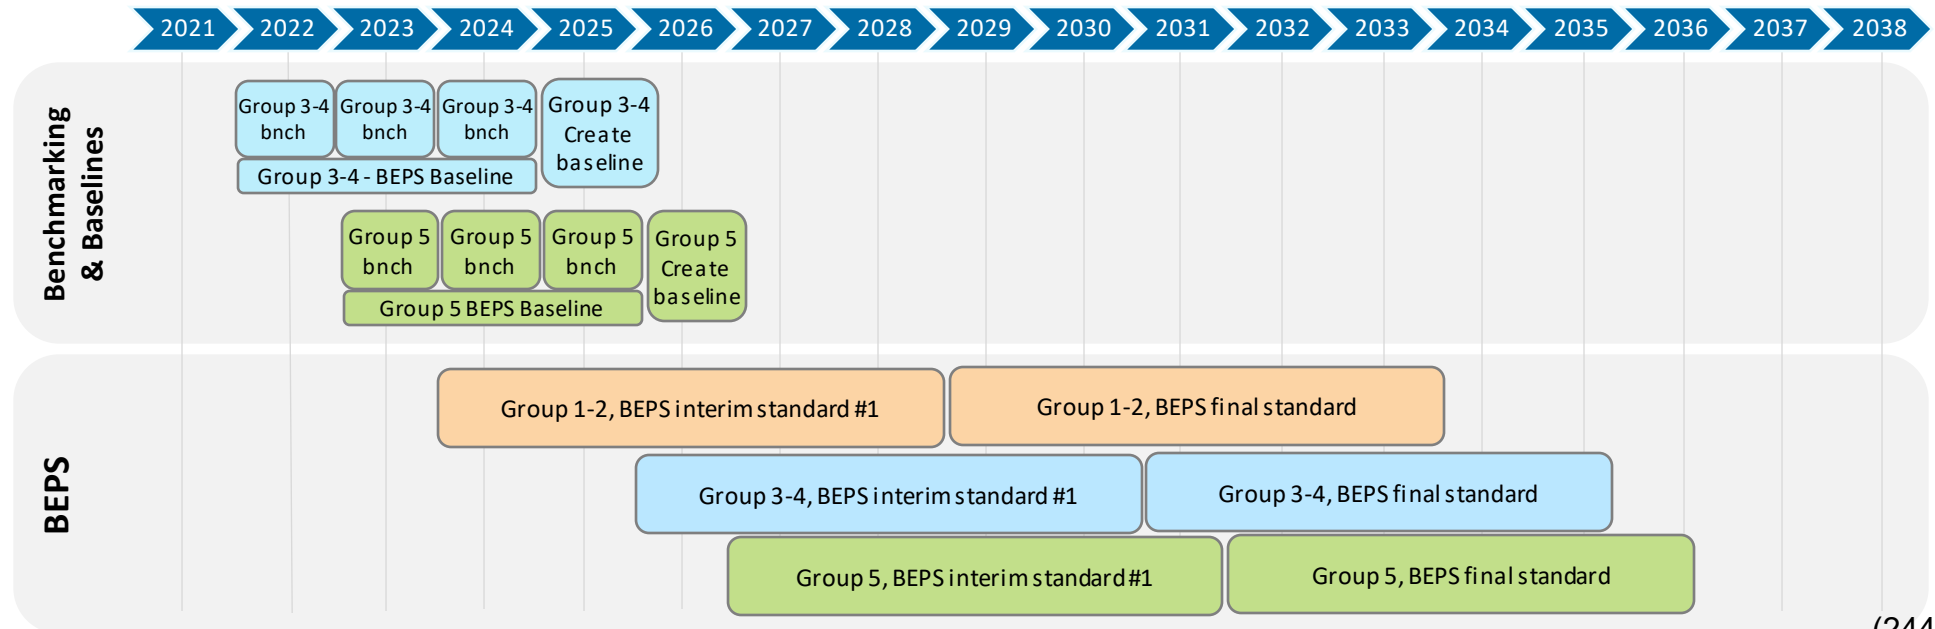 2021 2022 2023 2024 2025 2026 2027 2028 2029 2030 2031 2032 2033 2034 2035 2036 2037 2038
Benchmarking
& Baselines
Group 3-4
bnch
Group 3-4
bnch
Group 3-4
bnch
Group 3-4
Create
baseline
Group 3-4 - BEPS Baseline
Group 5
bnch
Group 5
bnch
Group 5
bnch
Group 5
Create
baseline
Group 5 BEPS Baseline
BEPS
Group 1-2, BEPS interim standard #1
Group 1-2, BEPS final standard
Group 3-4, BEPS interim standard #1
Group 3-4, BEPS final standard
Group 5, BEPS interim standard #1
Group 5, BEPS final standard
(244